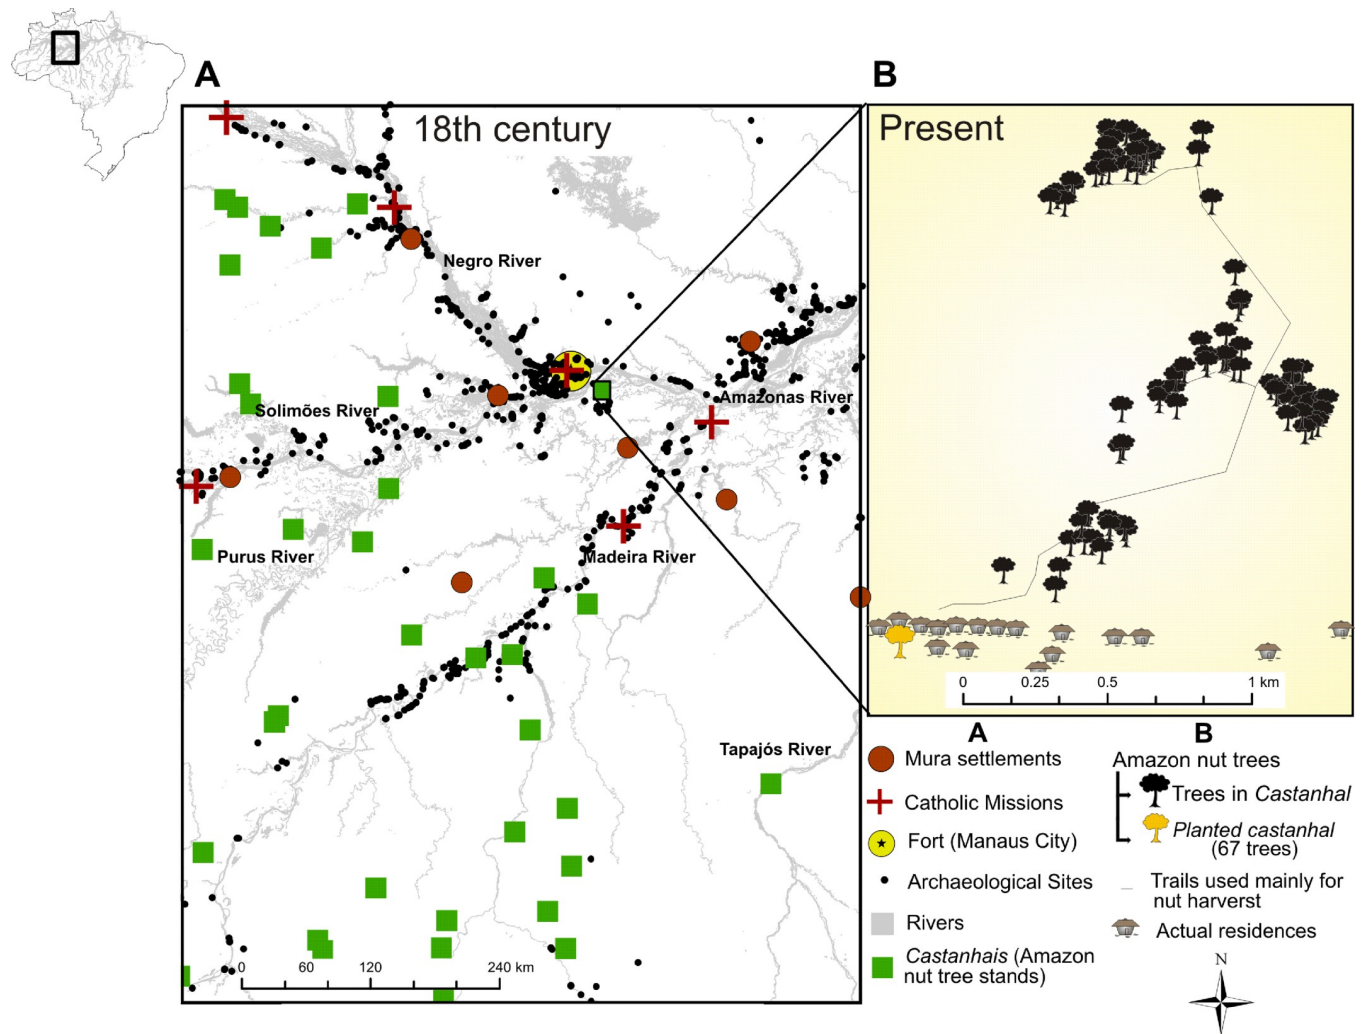 A
B
18th century
Present
Negro River
Amazonas River
Solimões River
Purus River
Madeira River
Tapajós River
0 60 120 240 km
0 0.25 0.5 1 km
A
Mura settlements
Catholic Missions
Fort (Manaus City)
Archaeological Sites
Rivers
Castanhais (Amazon
nut tree stands)
B
Amazon nut trees
Trees in Castanhal
Planted castanhal
(67 trees)
Trails used mainly for
nut harverst
Actual residences
N